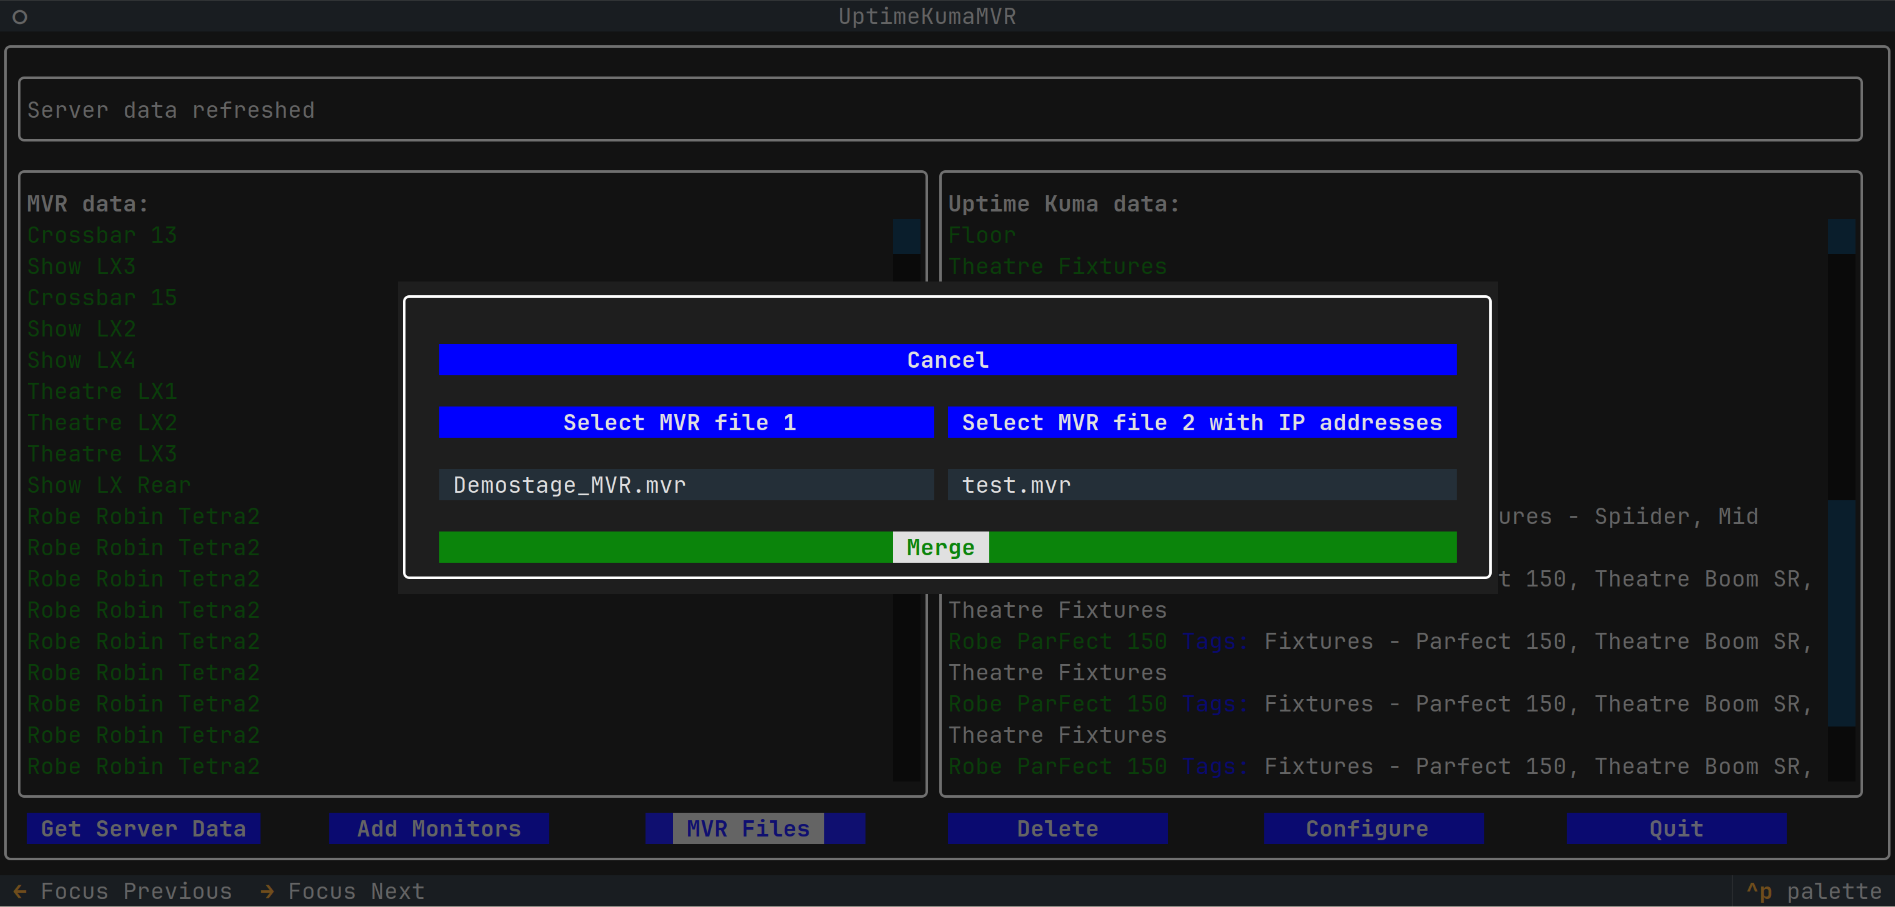 UptimeKumaMVR
Server data refreshed
MVR data:
Crossbar 13
Show LX3
Crossbar 15
Show LX2
Show LX4
Theatre LX1
Theatre LX2
Theatre LX3
Show LX Rear
Robe Robin Tetra2
Robe Robin Tetra2
Robe Robin Tetra2
Robe Robin Tetra2
Robe Robin Tetra2
Robe Robin Tetra2
Robe Robin Tetra2
Robe Robin Tetra2
Robe Robin Tetra2
Uptime Kuma data:
Floor
Theatre Fixtures
ures - Spiider, Mid
t 150, Theatre Boom SR,
Theatre Fixtures
Robe ParFect 150 Tags: Fixtures - Parfect 150, Theatre Boom SR,
Theatre Fixtures
Robe ParFect 150 Tags: Fixtures - Parfect 150, Theatre Boom SR,
Theatre Fixtures
Robe ParFect 150 Tags: Fixtures - Parfect 150, Theatre Boom SR,
Cancel
Select MVR file 1
Select MVR file 2 with IP addresses
Demostage_MVR.mvr
test.mvr
Merge
Get Server Data
Add Monitors
MVR Files
Delete
Configure
Quit
← Focus Previous → Focus Next
^p palette